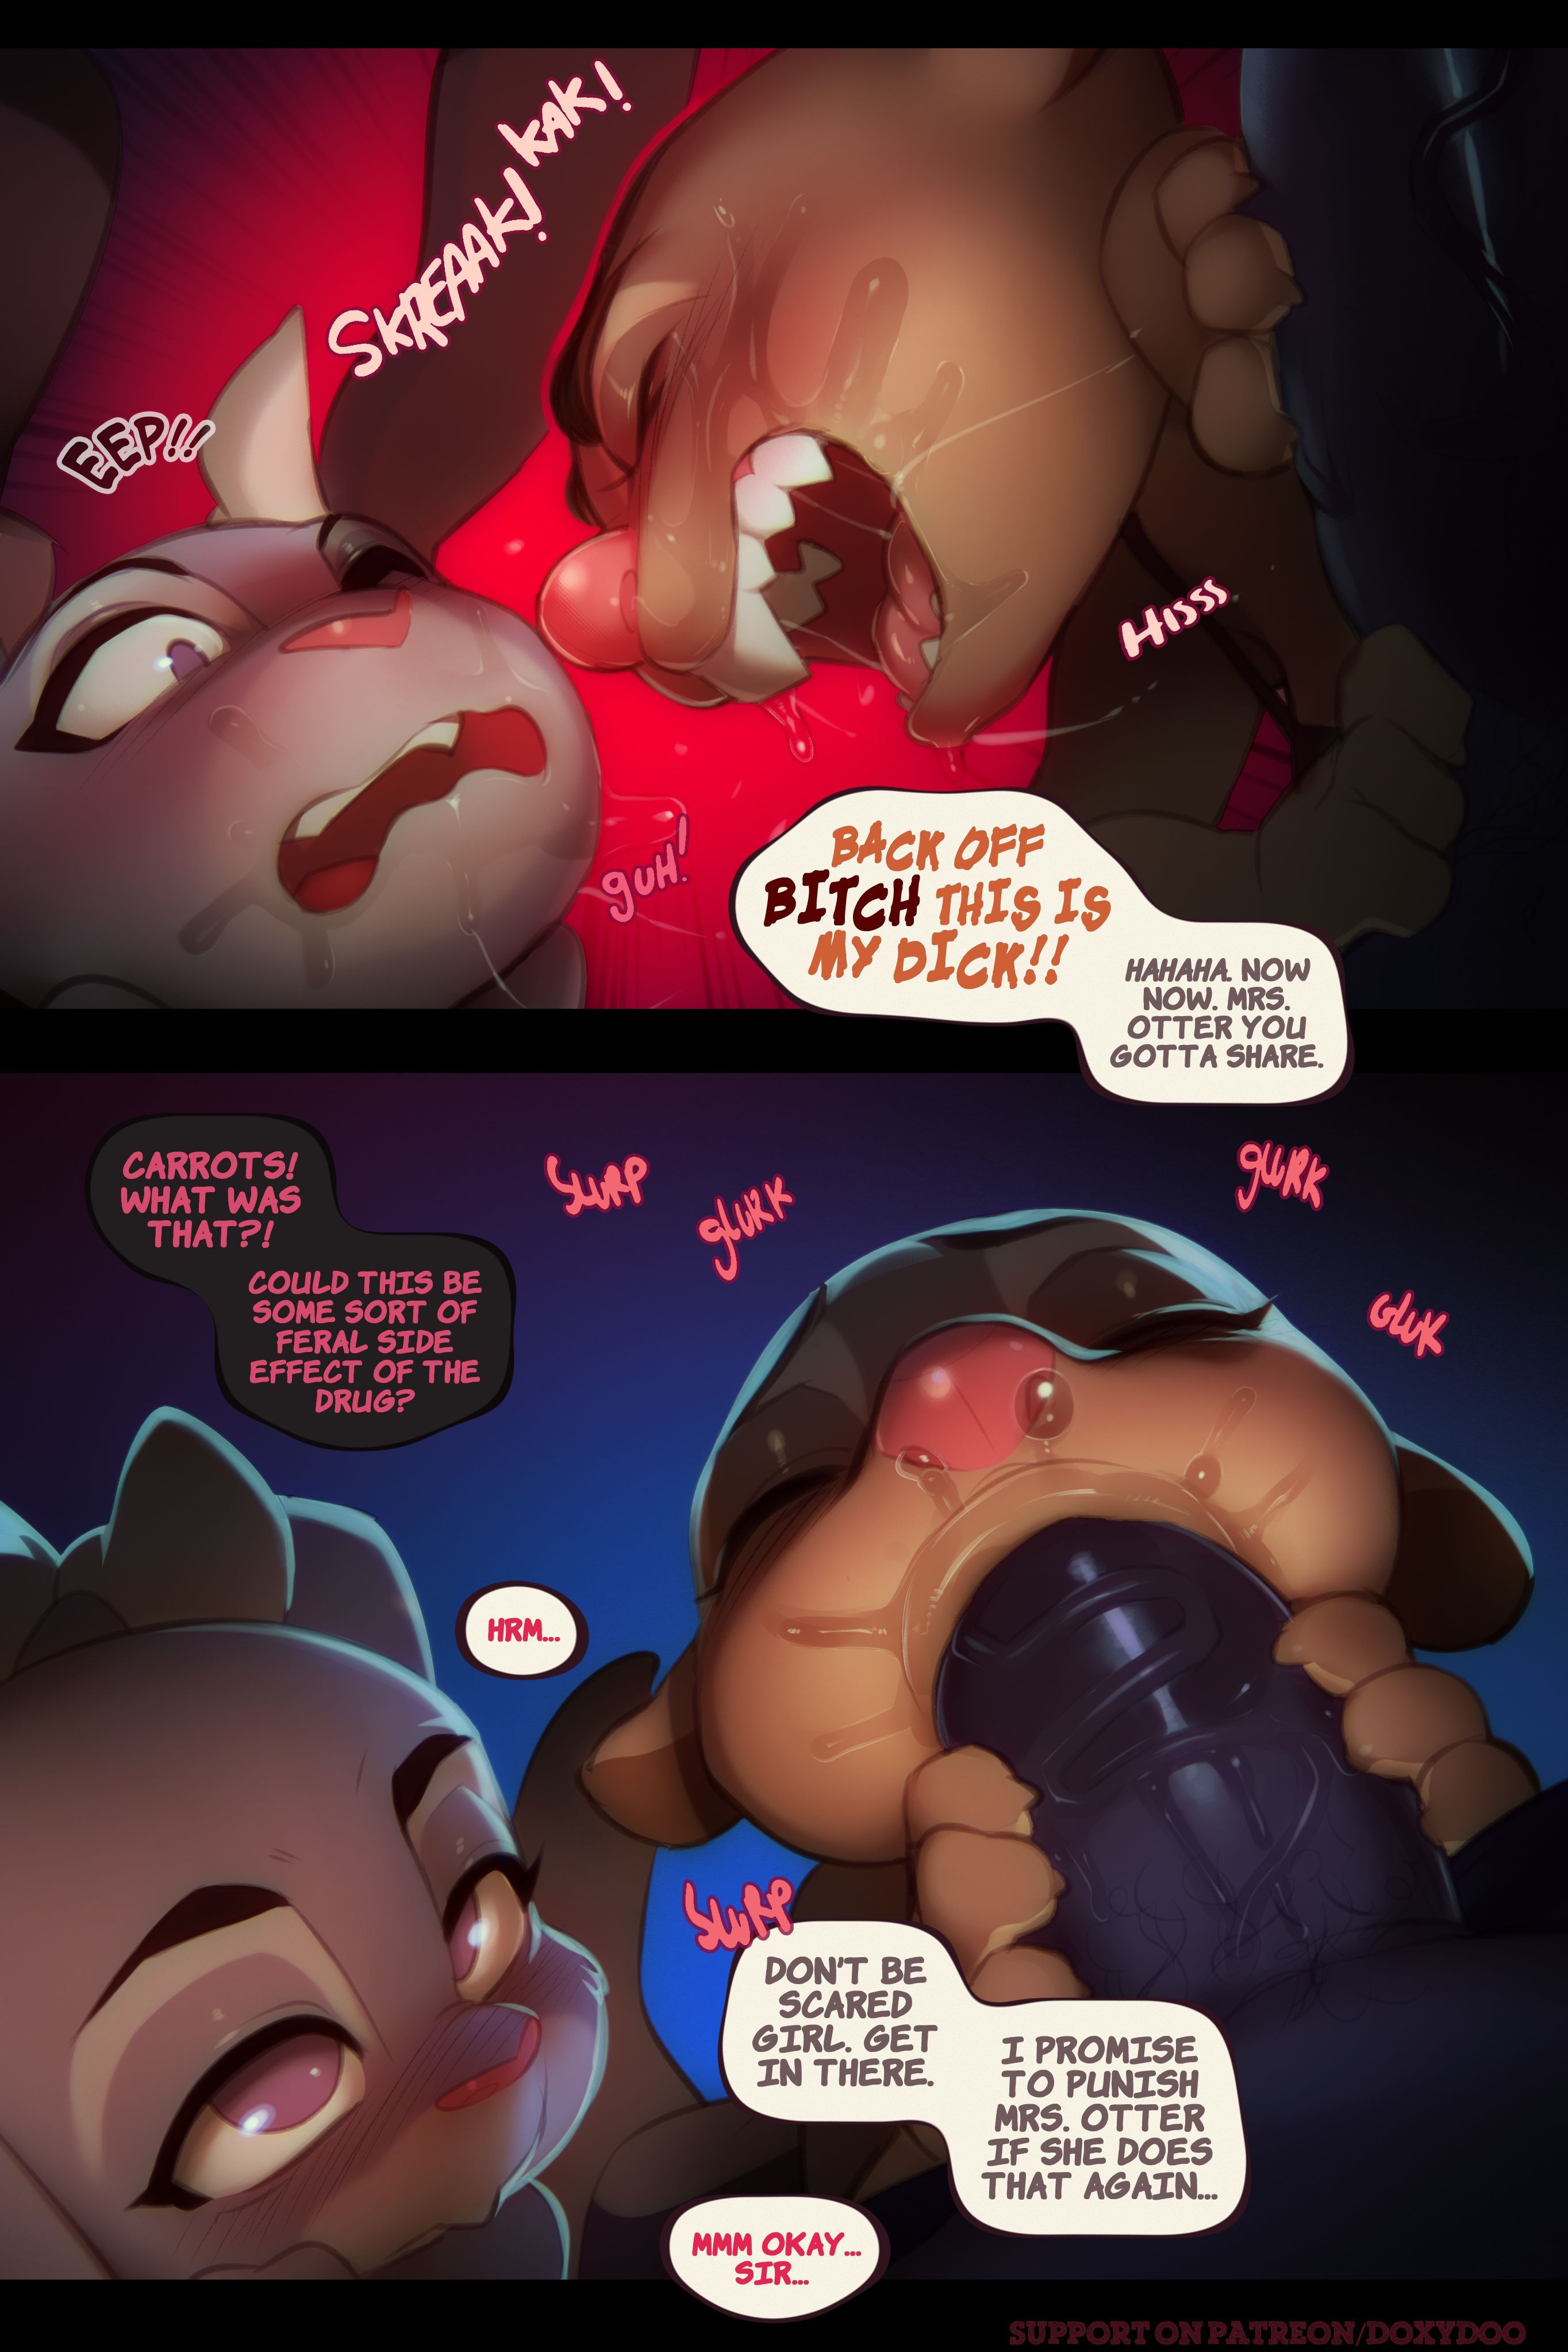 KAK!
SKREAAK!
EEP!!
HISSS
GUH!
BACK OFF
BITCH THIS IS
MY DICK!!
HAHAHA. NOW
NOW. MRS.
OTTER YOU
GOTTA SHARE.
CARROTS!
WHAT WAS
THAT?!
COULD THIS BE
SOME SORT OF
FERAL SIDE
EFFECT OF THE
DRUG?
SLURP
GLURK
GLURK
GLUK
HRM...
SLURP
DON'T BE
SCARED
GIRL. GET
IN THERE.
I PROMISE
TO PUNISH
MRS. OTTER
IF SHE DOES
THAT AGAIN...
MMM OKAY...
SIR...
SUPPORT ON PATREON/DOXYDOO